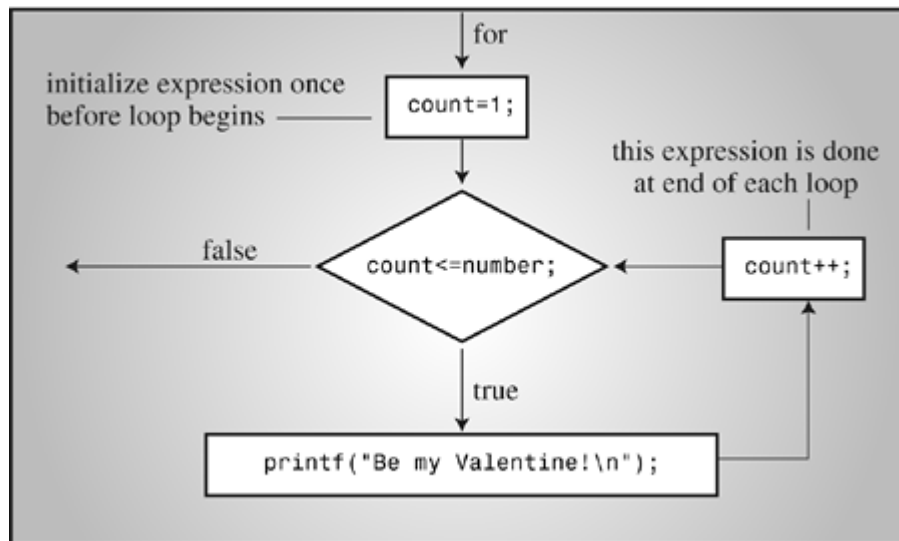 for
initialize expression once
before loop begins
count=1;
this expression is done
at end of each loop
false
count<=number;
count++;
true
printf("Be my Valentine!\n");